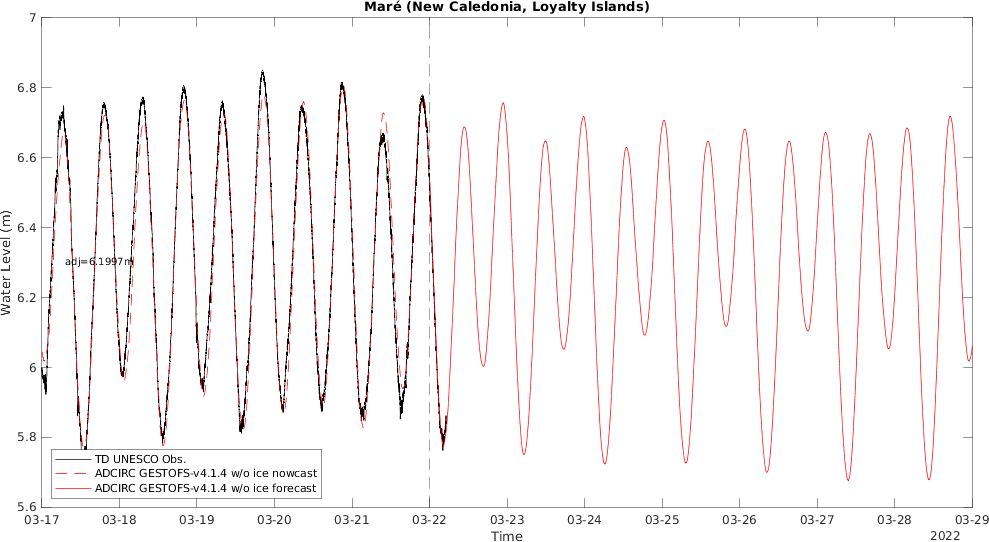 Maré (New Caledonia, Loyalty Islands)
7
6.8
6.6
6.4
6.2
6
5.8
5.6
Water Level (m)
adj=6.1997m
TD UNESCO Obs.
ADCIRC GESTOFS-v4.1.4 w/o ice nowcast
ADCIRC GESTOFS-v4.1.4 w/o ice forecast
03-17 03-18 03-19 03-20 03-21 03-22 03-23 03-24 03-25 03-26 03-27 03-28 03-29
Time
2022